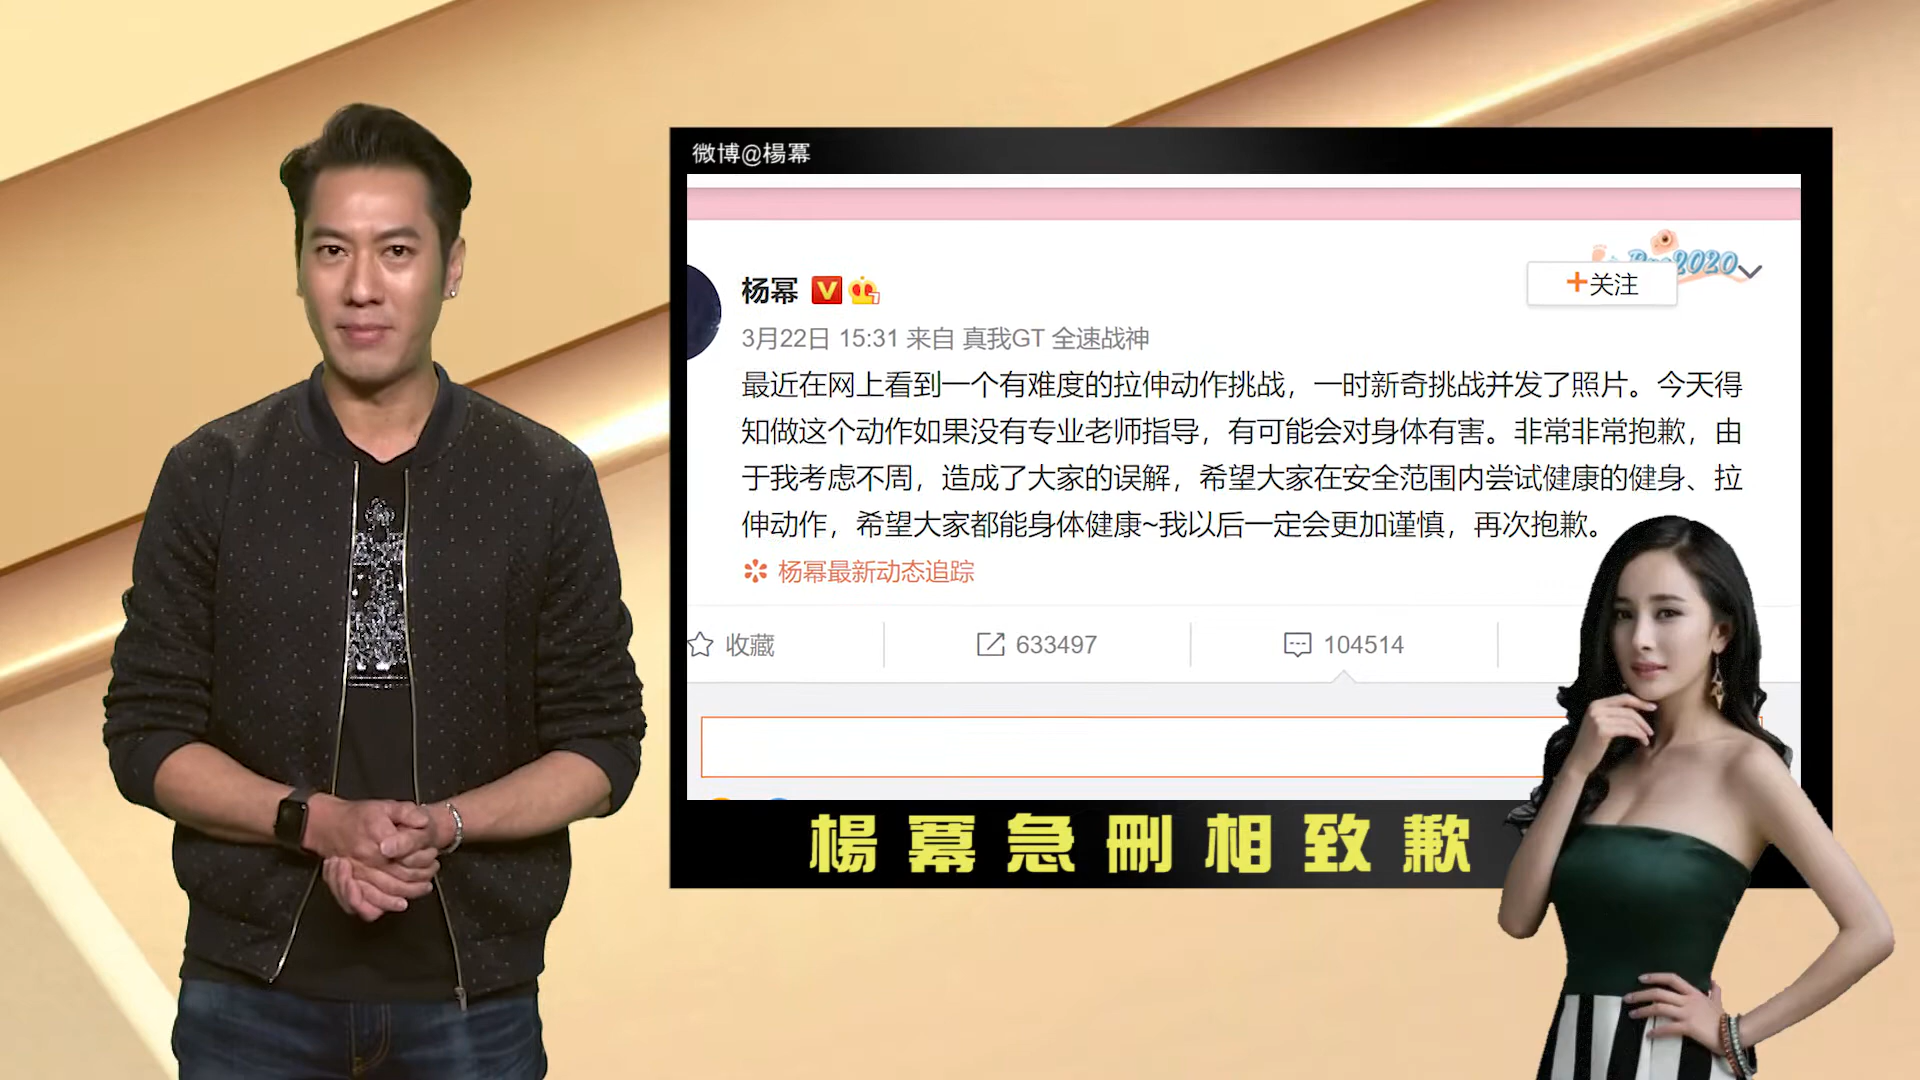 微博@楊冪
杨幂
3月22日 15:31 来自 真我GT 全速战神
2020
+关注
最近在网上看到一个有难度的拉伸动作挑战，一时新奇挑战并发了照片。今天得
知做这个动作如果没有专业老师指导，有可能会对身体有害。非常非常抱歉，由
于我考虑不周，造成了大家的误解，希望大家在安全范围内尝试健康的健身、拉
伸动作，希望大家都能身体健康~我以后一定会更加谨慎，再次抱歉。
杨幂最新动态追踪
收藏
633497
104514
楊冪急刪相致歉